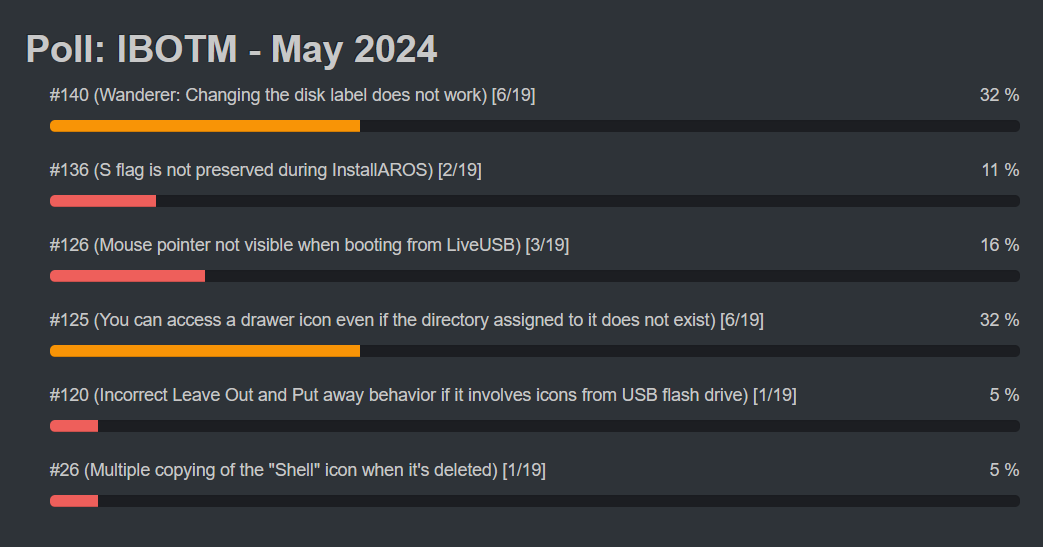 Poll: IBOTM - May 2024
#140 (Wanderer: Changing the disk label does not work) [6/19] 32 %
#136 (S flag is not preserved during InstallAROS) [2/19] 11 %
#126 (Mouse pointer not visible when booting from LiveUSB) [3/19] 16 %
#125 (You can access a drawer icon even if the directory assigned to it does not exist) [6/19] 32 %
#120 (Incorrect Leave Out and Put away behavior if it involves icons from USB flash drive) [1/19] 5 %
#26 (Multiple copying of the "Shell" icon when it's deleted) [1/19] 5 %